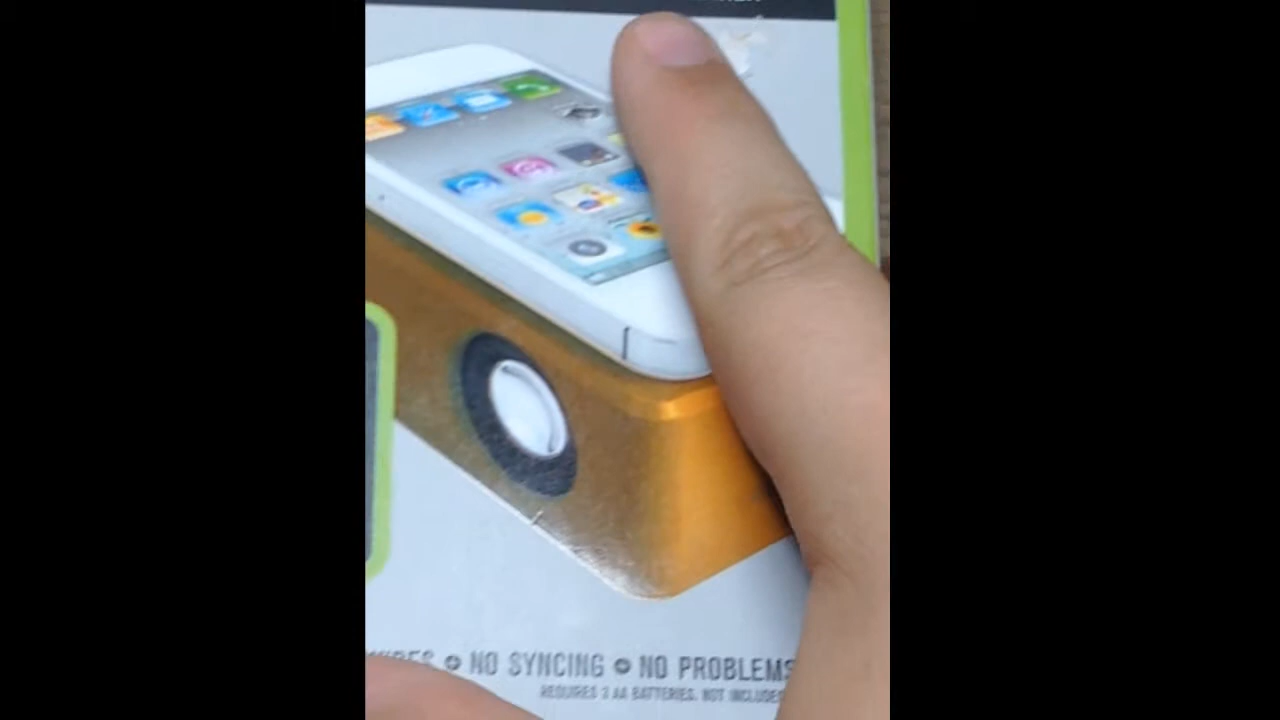 NO SYNCING NO PROBLEMS
REQUIRES 3 AA BATTERIES. NOT INCLUDED